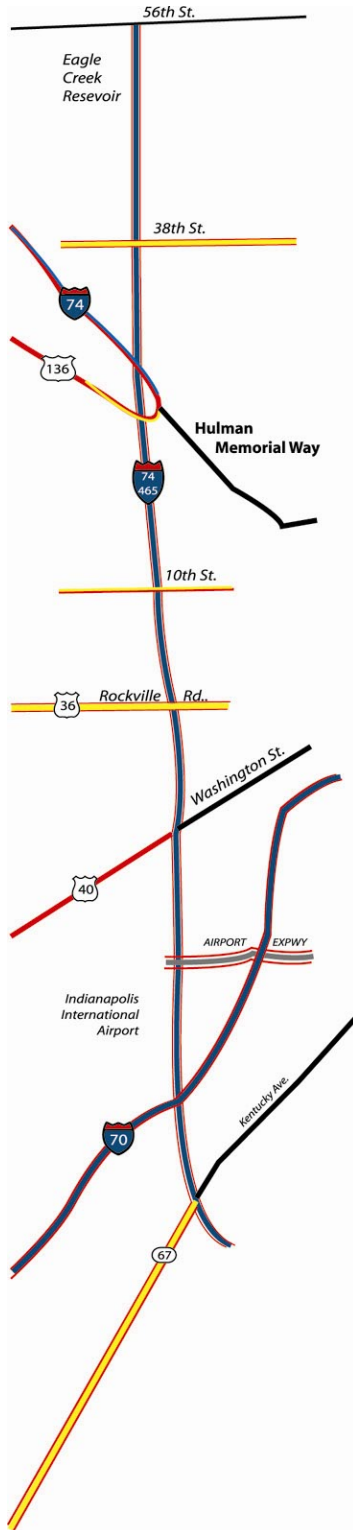 56th St.
Eagle
Creek
Resevoir
38th St.
74
136
Hulman
Memorial Way
74
465
10th St.
36
Rockville Rd..
Washington St.
40
AIRPORT EXPWY
Indianapolis
International
Airport
Kentucky Ave.
70
67